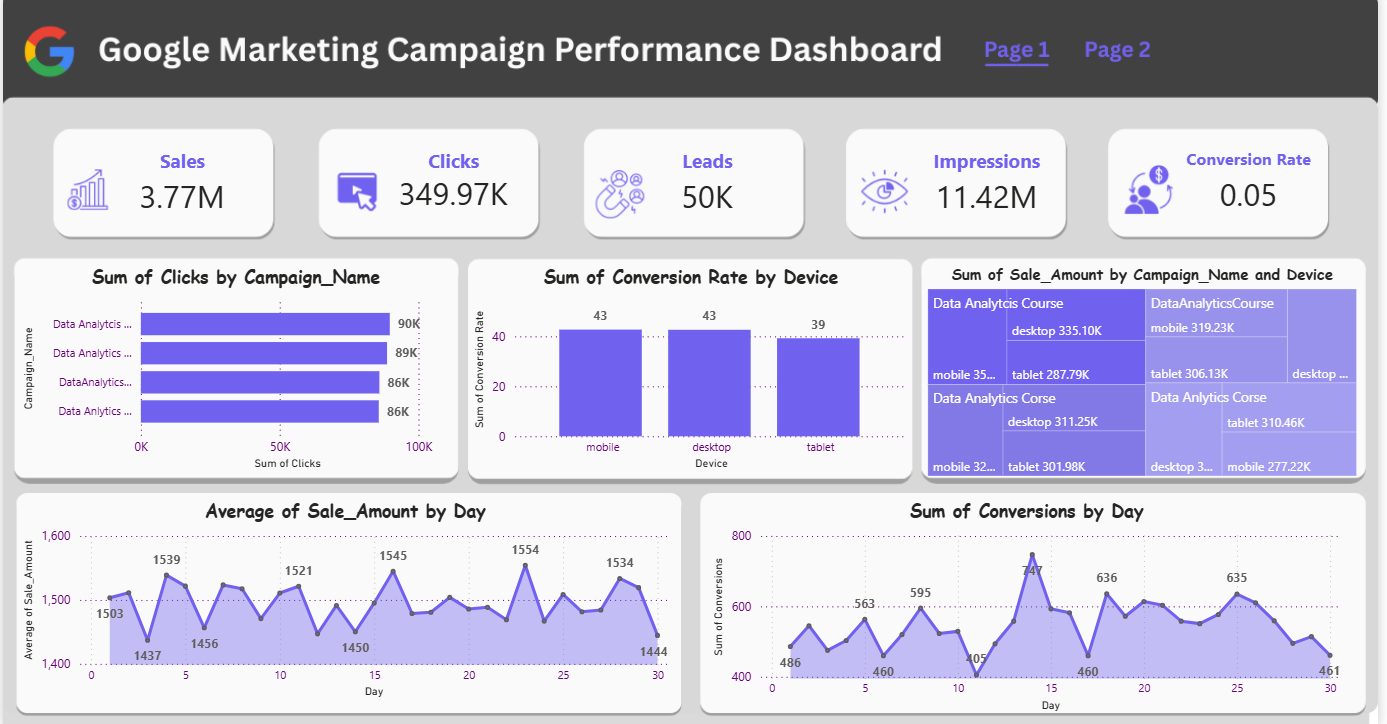 Google Marketing Campaign Performance Dashboard
Page 1
Page 2
Sales
3.77M
Clicks
349.97K
Leads
50K
Impressions
11.42M
Conversion Rate
0.05
Sum of Clicks by Campaign_Name
Campaign_Name
Data Analytcis ...
90K
Data Analytics ...
89K
DataAnalytics...
86K
Data Anlytics ...
86K
0K
50K
100K
Sum of Clicks
Sum of Conversion Rate by Device
Sum of Conversion Rate
40
20
0
43
43
39
mobile
desktop
tablet
Device
Sum of Sale_Amount by Campaign_Name and Device
Data Analytcis Course
mobile 35...
desktop 335.10K
tablet 287.79K
DataAnalyticsCourse
mobile 319.23K
tablet 306.13K
desktop ...
Data Analytics Corse
mobile 32...
desktop 311.25K
tablet 301.98K
Data Anlytics Corse
desktop 3...
tablet 310.46K
mobile 277.22K
Average of Sale_Amount by Day
Average of Sale_Amount
1,600
1,500
1,400
1503
1437
1539
1456
1521
1450
1545
1554
1534
1444
0
5
10
15
20
25
30
Day
Sum of Conversions by Day
Sum of Conversions
800
600
400
486
563
460
595
405
747
460
636
635
461
0
5
10
15
20
25
30
Day